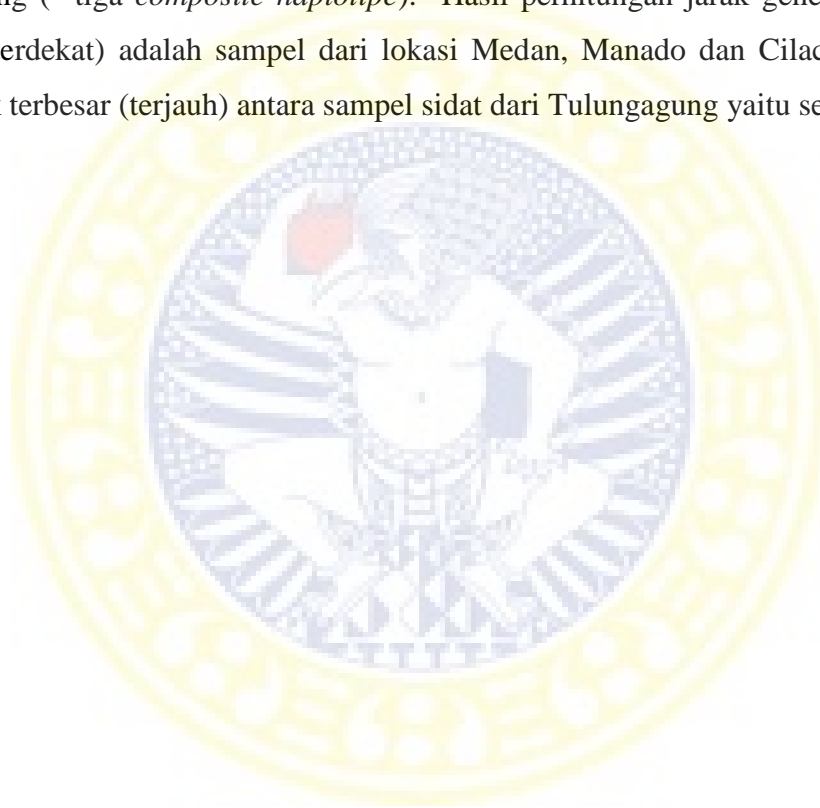 tiga composite haplotipe). Hasil perhitungan jarak
erdekat) adalah sampel dari lokasi Medan, Manado dan Cilac
terbesar (terjauh) antara sampel sidat dari Tulungagung yaitu se